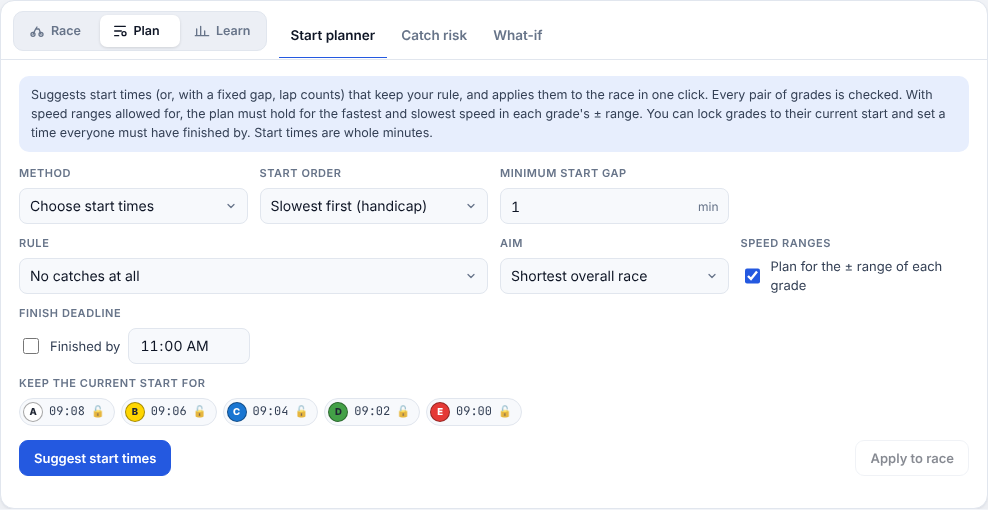 Race
Plan
Learn
Start planner
Catch risk
What-if
Suggests start times (or, with a fixed gap, lap counts) that keep your rule, and applies them to the race in one click. Every pair of grades is checked. With
speed ranges allowed for, the plan must hold for the fastest and slowest speed in each grade's ± range. You can lock grades to their current start and set a
time everyone must have finished by. Start times are whole minutes.
METHOD
START ORDER
MINIMUM START GAP
Choose start times
Slowest first (handicap)
1 min
RULE
AIM
SPEED RANGES
No catches at all
Shortest overall race
Plan for the ± range of each
grade
FINISH DEADLINE
Finished by
11:00 AM
KEEP THE CURRENT START FOR
A 09:08
B 09:06
C 09:04
D 09:02
E 09:00
Suggest start times
Apply to race